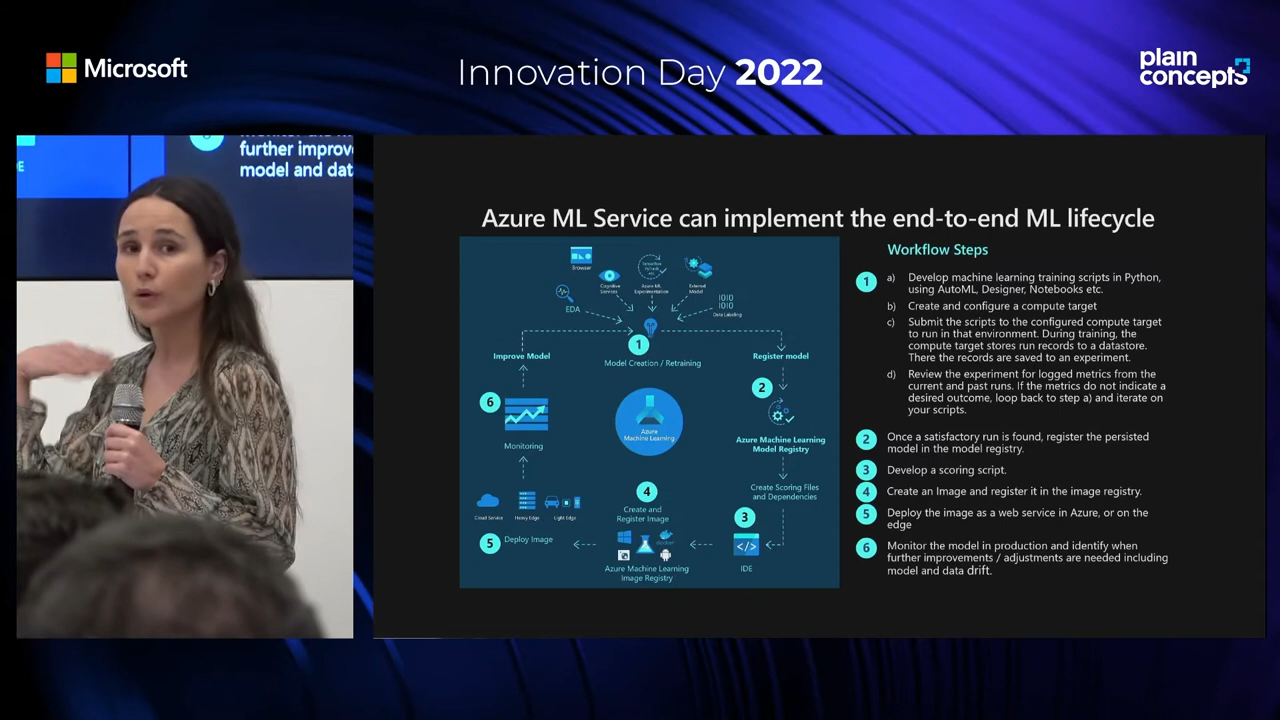 Microsoft
Innovation Day 2022
plain
concepts
further improv
model and dat
Azure ML Service can implement the end-to-end ML lifecycle
Browser
Cognitive
Services
Azure ML
Experimentation
External
Model
EDA
IOIO
IOIO
Data Labeling
1
Model Creation / Retraining
Improve Model
Register model
2
6
Azure
Machine Learning
Azure Machine Learning
Model Registry
Monitoring
Create Scoring Files
and Dependencies
4
Create and
Register Image
Cloud Service
Heavy Edge
Light Edge
3
</>
docker
5
Deploy Image
Azure Machine Learning
Image Registry
IDE
Workflow Steps
1
a) Develop machine learning training scripts in Python,
using AutoML, Designer, Notebooks etc.
b) Create and configure a compute target
c) Submit the scripts to the configured compute target
to run in that environment. During training, the
compute target stores run records to a datastore.
There the records are saved to an experiment.
d) Review the experiment for logged metrics from the
current and past runs. If the metrics do not indicate a
desired outcome, loop back to step a) and iterate on
your scripts.
2 Once a satisfactory run is found, register the persisted
model in the model registry.
3 Develop a scoring script.
4 Create an Image and register it in the image registry.
5 Deploy the image as a web service in Azure, or on the
edge
6 Monitor the model in production and identify when
further improvements / adjustments are needed including
model and data drift.